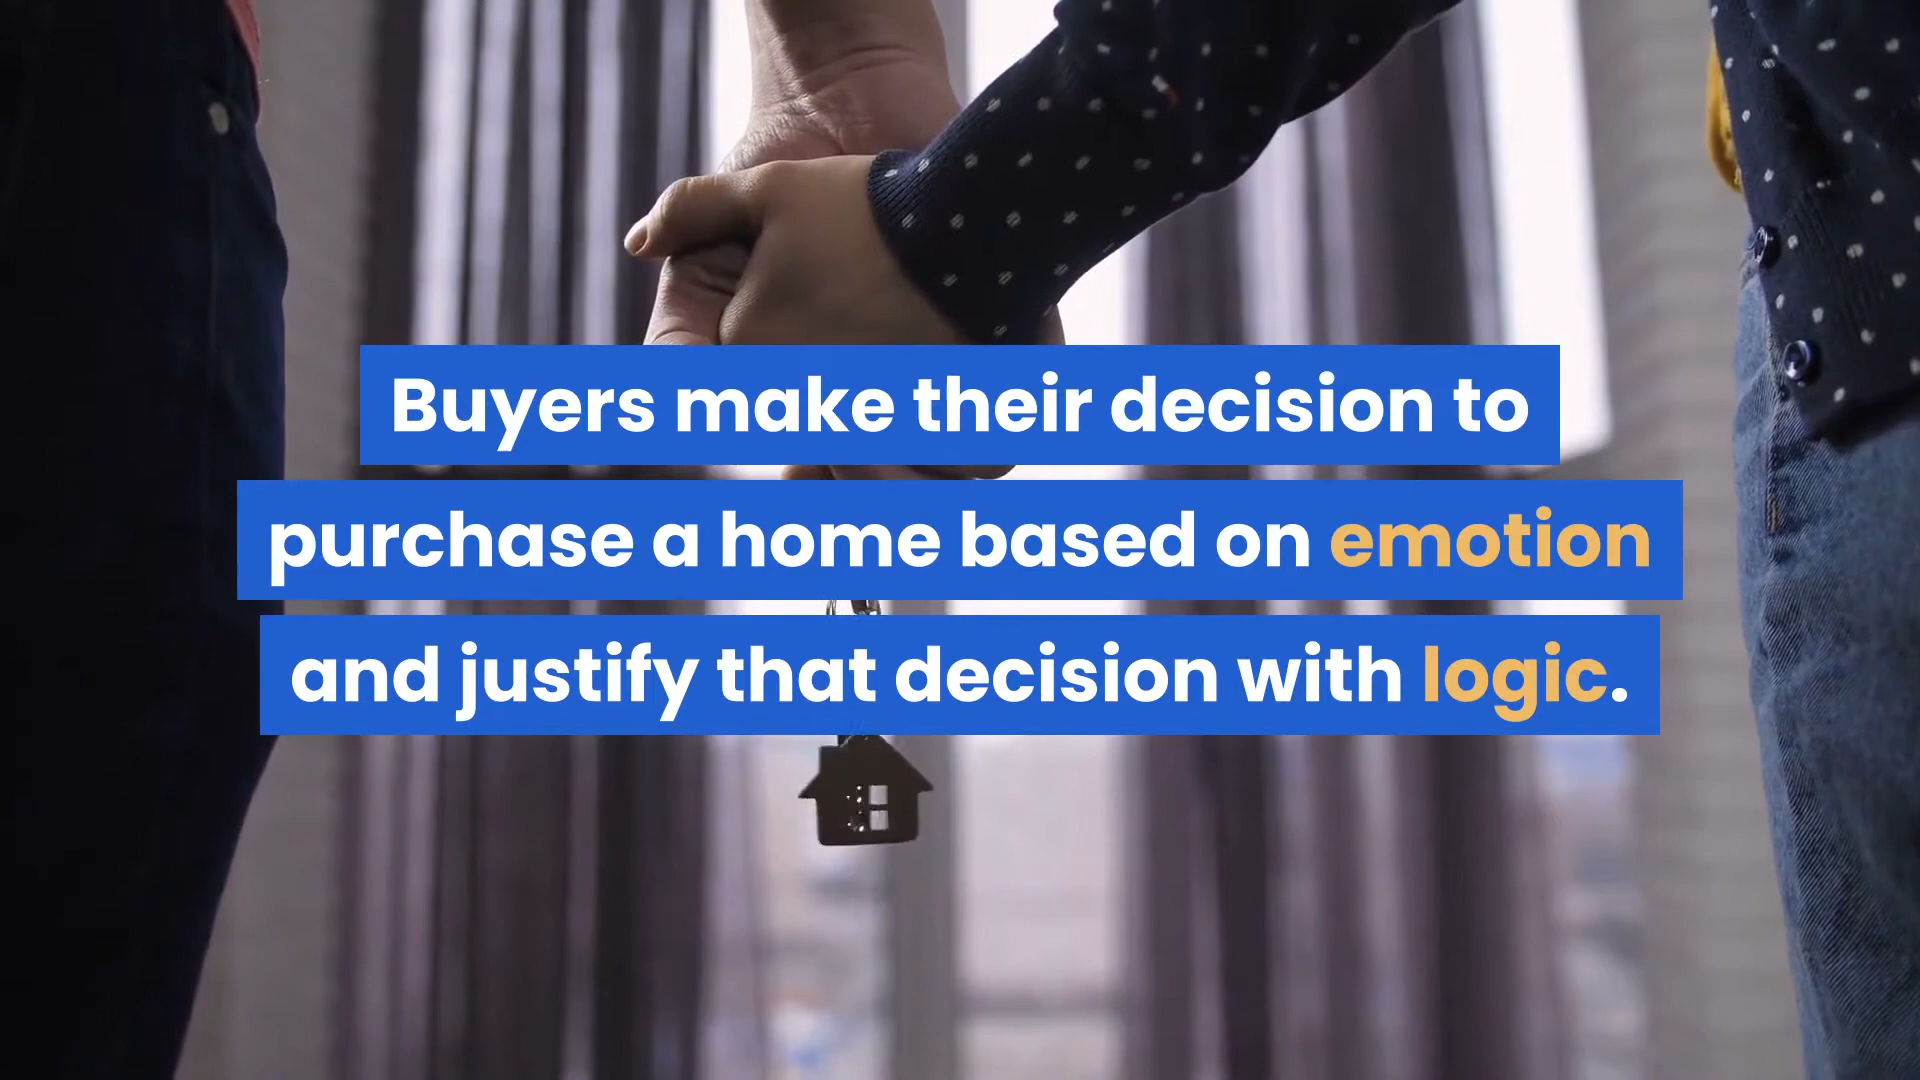 Buyers make their decision to
purchase a home based on emotion
and justify that decision with logic.